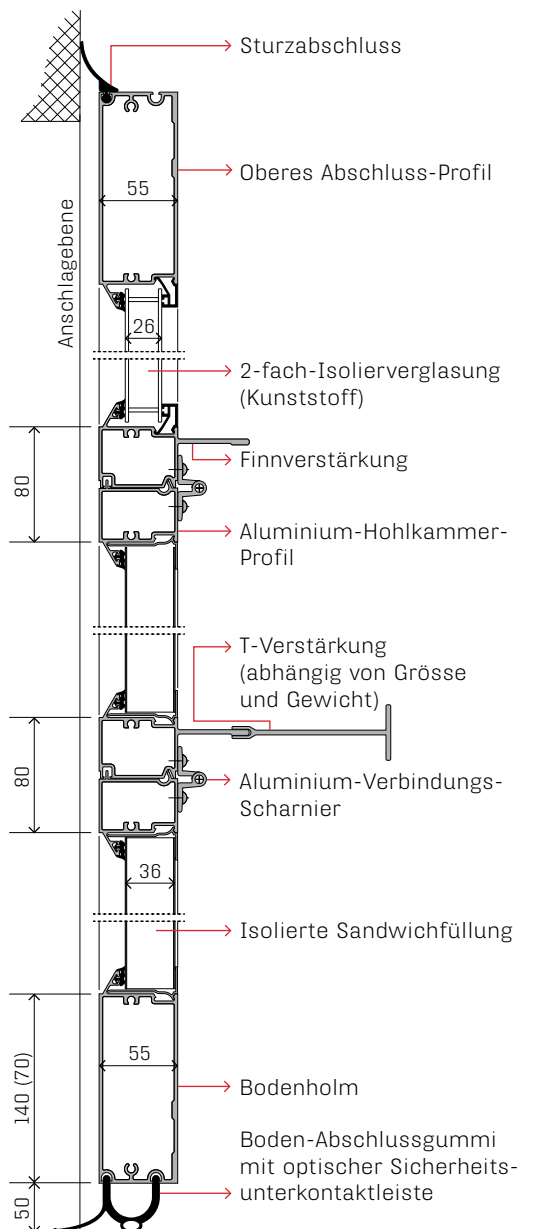 Sturzabschluss
Oberes Abschluss-Profil
55
Anschlagebene
26
2-fach-Isolierverglasung
(Kunststoff)
80
Finnverstärkung
Aluminium-Hohlkammer-
Profil
T-Verstärkung
(abhängig von Grösse
und Gewicht)
80
Aluminium-Verbindungs-
Scharnier
36
Isolierte Sandwichfüllung
55
140 (70)
Bodenholm
Boden-Abschlussgummi
mit optischer Sicherheits-
unterkontaktleiste
50